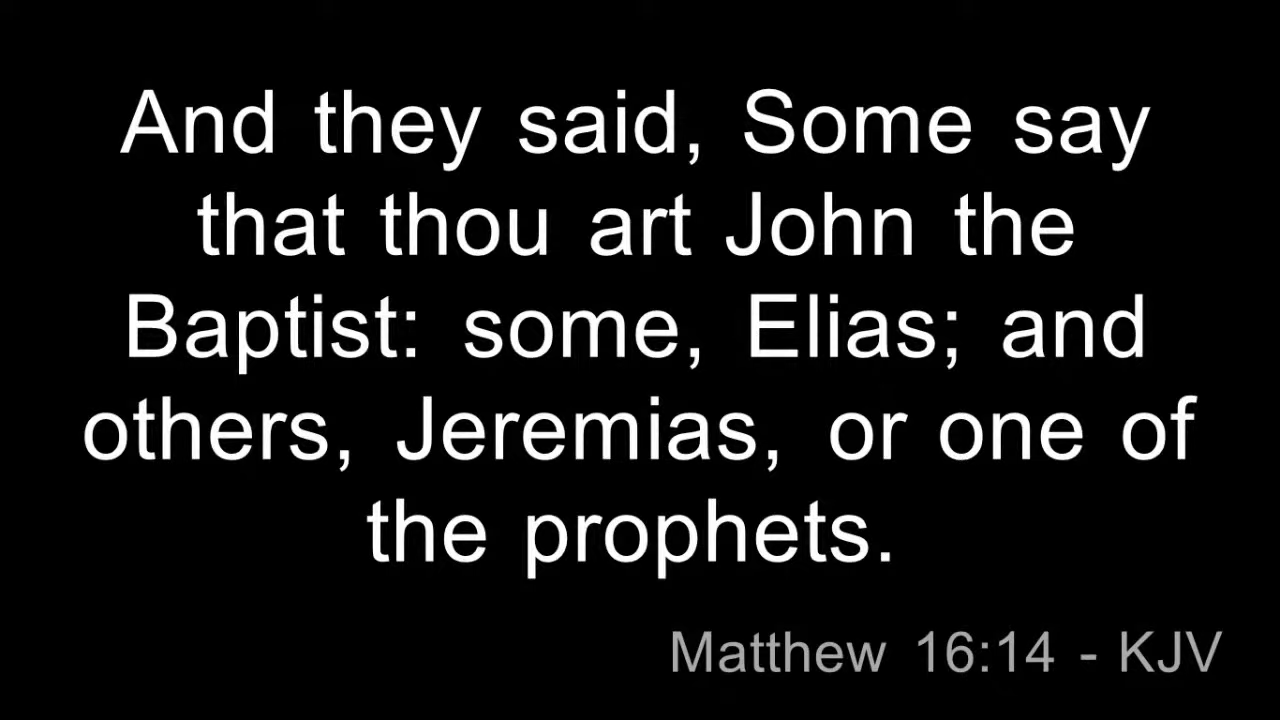 And they said, Some say
that thou art John the
Baptist: some, Elias; and
others, Jeremias, or one of
the prophets.
Matthew 16:14 - KJV